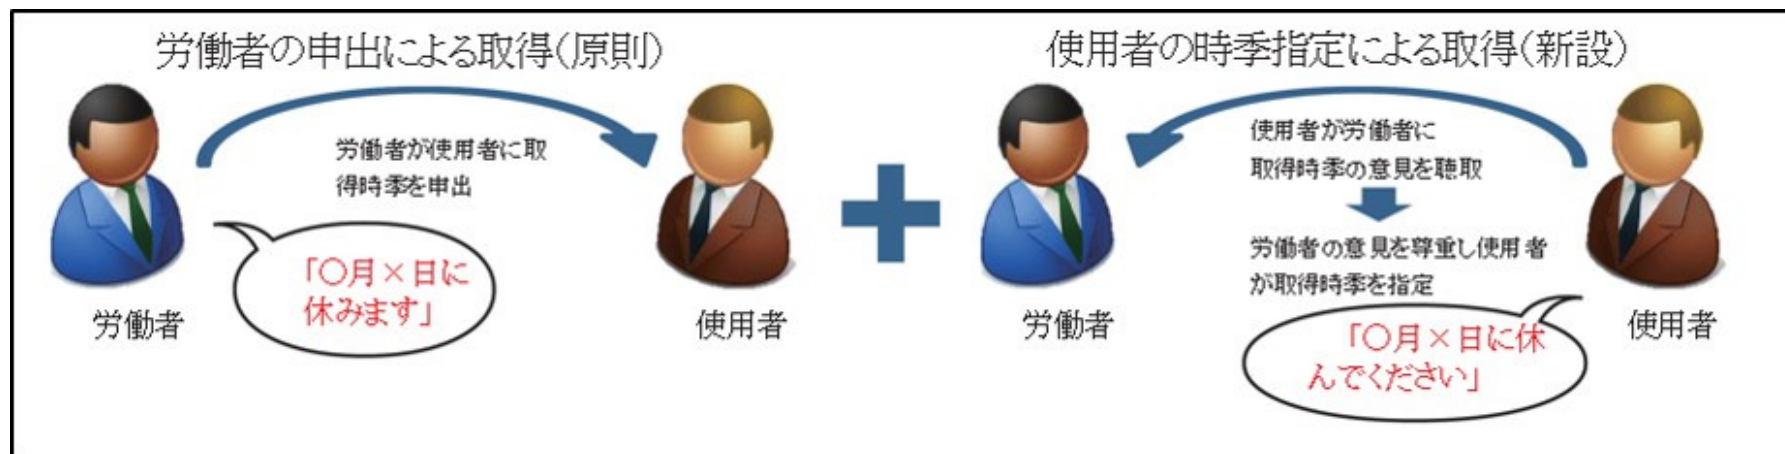 労働者の申出による取得(原則)
労働者が使用者に取
得時季を申出
「〇月×日に
休みます」
労働者
使用者
使用者の時季指定による取得(新設)
使用者が労働者に
取得時季の意見を聴取
労働者の意見を尊重し使用者
が取得時季を指定
「〇月×日に休
んでください」
労働者
使用者